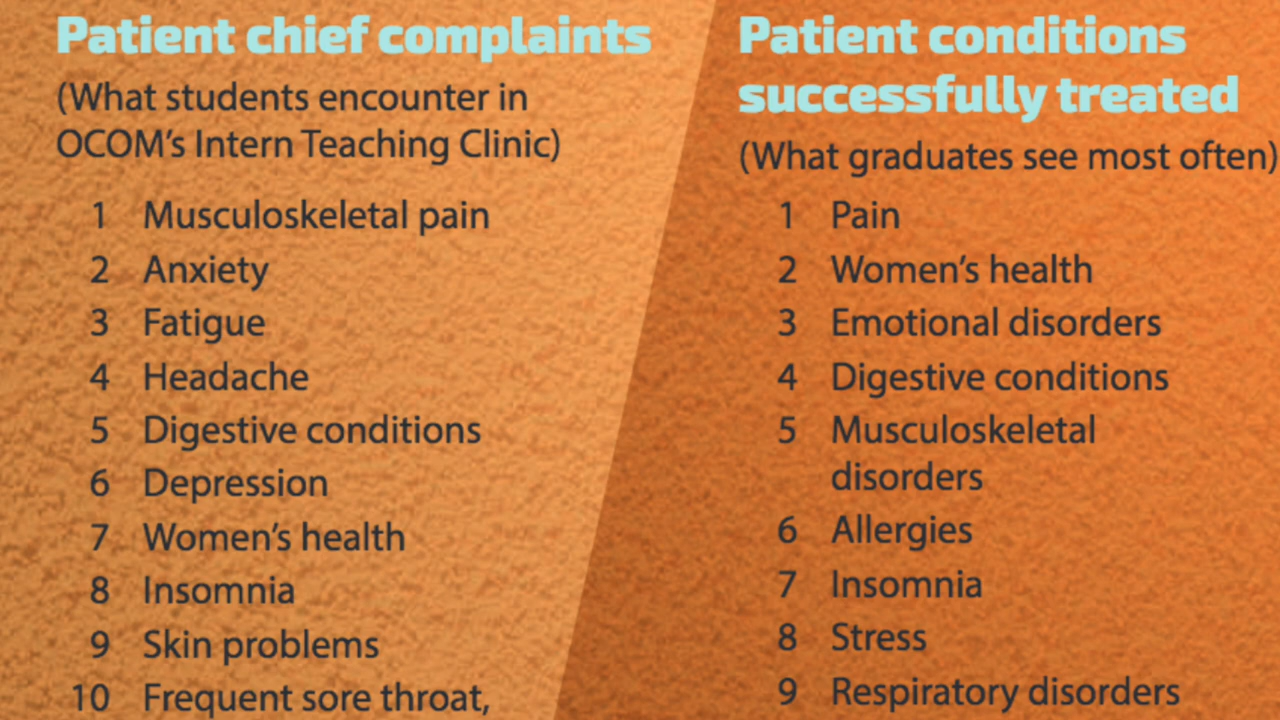 Patient chief complaints
(What students encounter in
OCOM's Intern Teaching Clinic)
1 Musculoskeletal pain
2 Anxiety
3 Fatigue
4 Headache
5 Digestive conditions
6 Depression
7 Women's health
8 Insomnia
9 Skin problems
10 Frequent sore throat,
Patient conditions
successfully treated
(What graduates see most often)
1 Pain
2 Women's health
3 Emotional disorders
4 Digestive conditions
5 Musculoskeletal
disorders
6 Allergies
7 Insomnia
8 Stress
9 Respiratory disorders